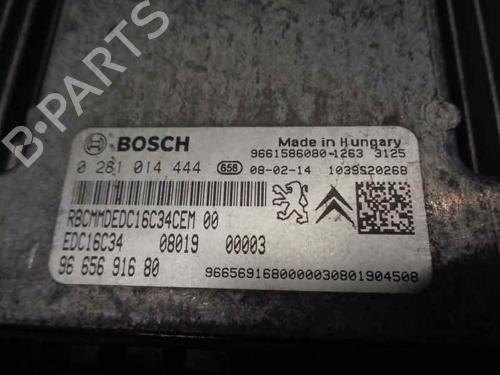 B-PARTS
BOSCH
Made in Hungary
9661586080-1263 3125
0 281 014 444 658 08-02-14 1039S20268
RBCMMDEDC16C34CEM 00
EDC16C34 08019 00003
96 656 916 80
9665691680000030801904508